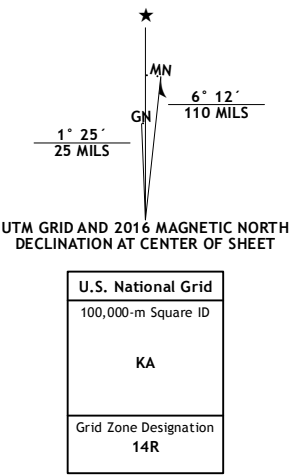 ★
MN
6° 12´
110 MILS
GN
1° 25´
25 MILS
UTM GRID AND 2016 MAGNETIC NORTH
DECLINATION AT CENTER OF SHEET
U.S. National Grid
100,000-m Square ID
KA
Grid Zone Designation
14R